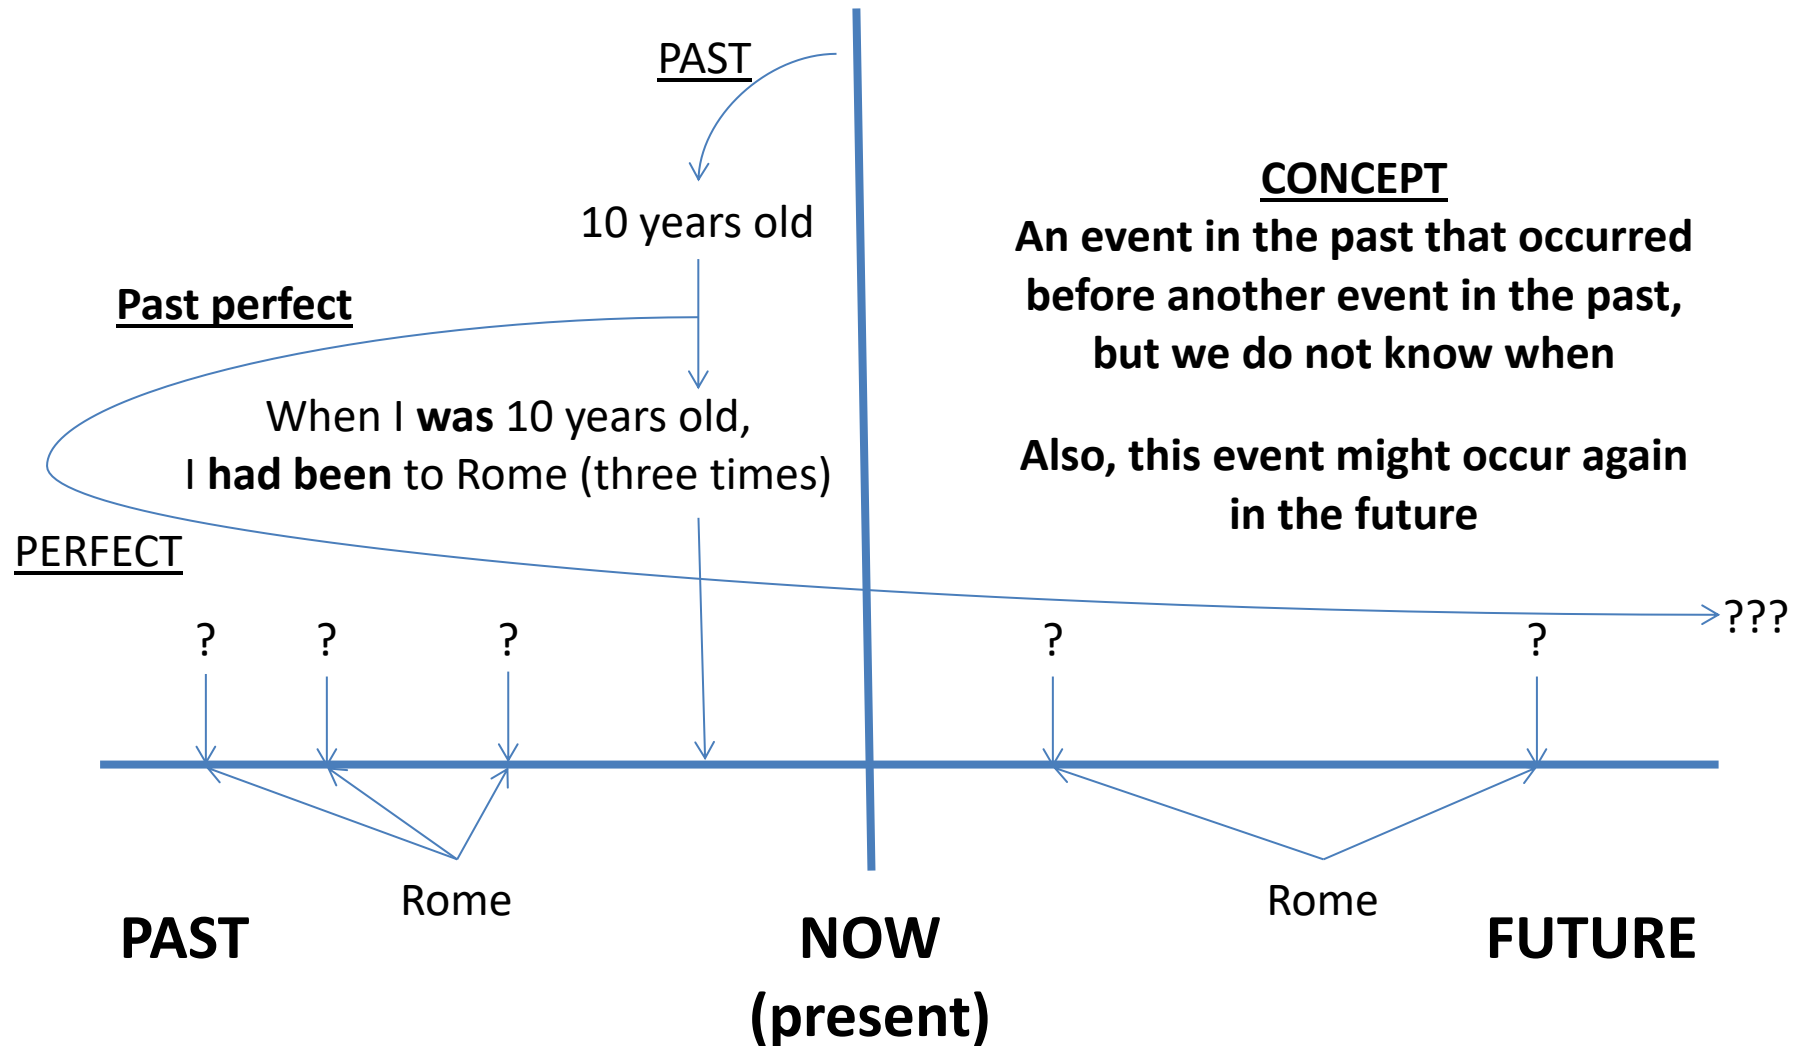 PAST
10 years old
Past perfect
When I was 10 years old,
I had been to Rome (three times)
PERFECT
CONCEPT
An event in the past that occurred
before another event in the past,
but we do not know when
Also, this event might occur again
in the future
???
? ? ? ? ?
Rome Rome
PAST NOW FUTURE
(present)